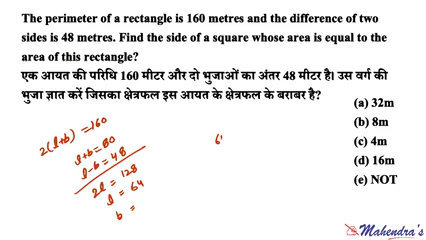 The perimeter of a rectangle is 160 metres and the difference of two
sides is 48 metres. Find the side of a square whose area is equal to the
area of this rectangle?
एक आयत की परिधि 160 मीटर और दो भुजाओं का अंतर 48 मीटर है। उस वर्ग की
भुजा ज्ञात करें जिसका क्षेत्रफल इस आयत के क्षेत्रफल के बराबर है?
(a) 32m
2(l+b) = 160
l+b = 80
6
(b) 8m
l-b = 48
(c) 4m
2l = 128
(d) 16m
l = 64
(e) NOT
b =
Mahendra's